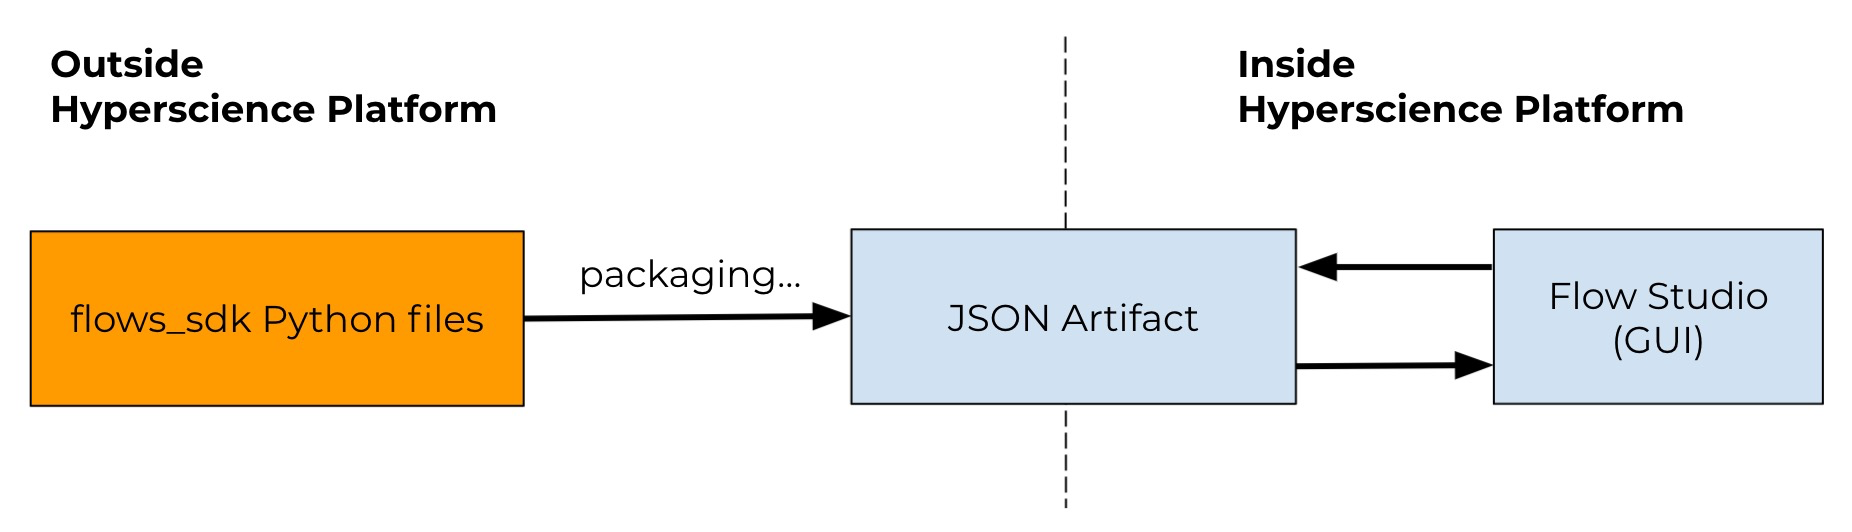 Outside
Hyperscience Platform
Inside
Hyperscience Platform
flows_sdk Python files
packaging...
JSON Artifact
Flow Studio
(GUI)